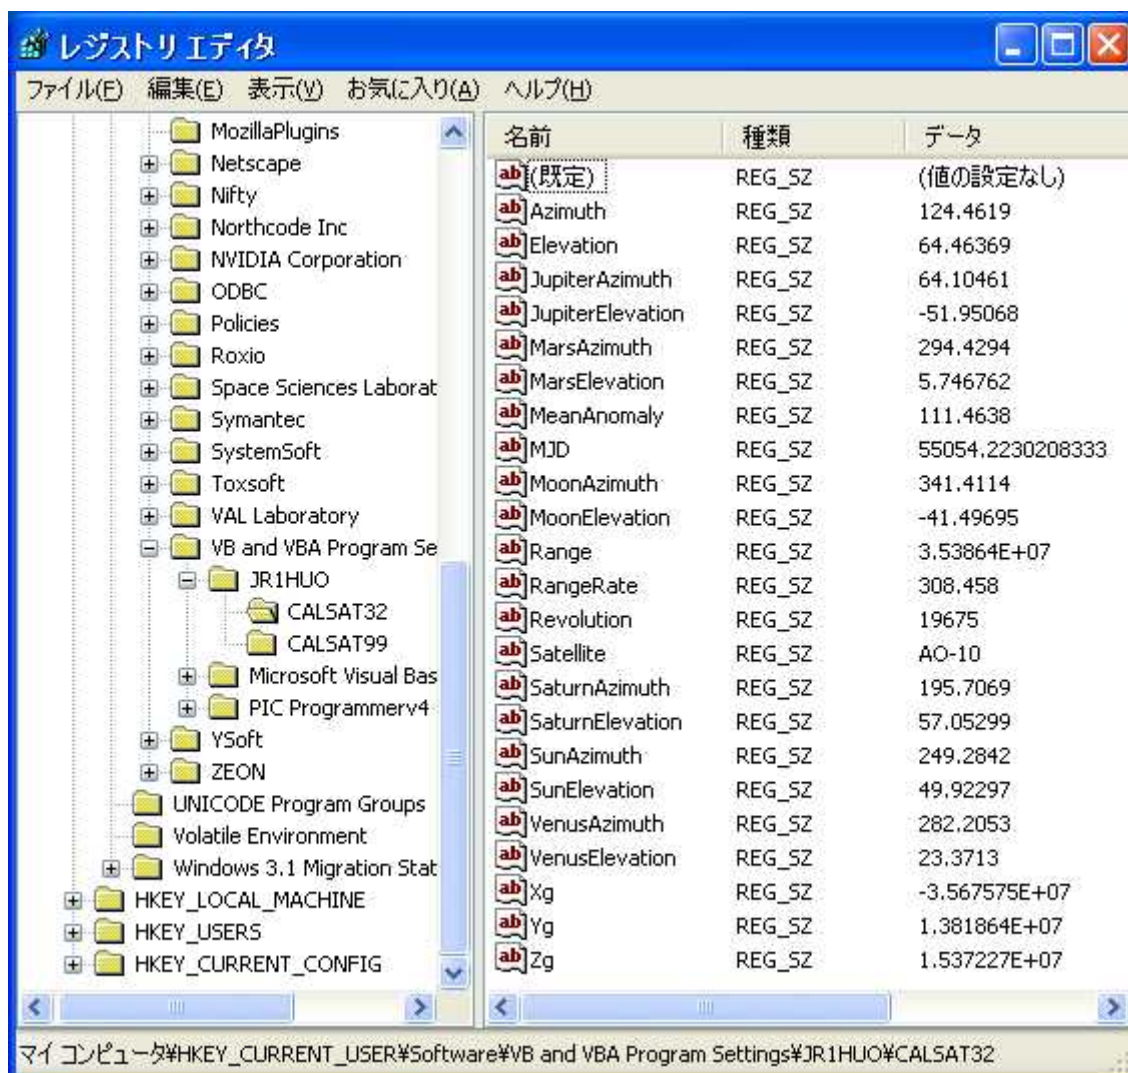 レジストリ エディタ
ファイル(F) 編集(E) 表示(V) お気に入り(A) ヘルプ(H)
MozillaPlugins
Netscape
Nifty
Northcode Inc
NVIDIA Corporation
ODBC
Policies
Roxio
Space Sciences Laborat
Symantec
SystemSoft
Toxsoft
VAL Laboratory
VB and VBA Program Se
JR1HUO
CALSAT32
CALSAT99
Microsoft Visual Bas
PIC Programmerv4
YSoft
ZEON
UNICODE Program Groups
Volatile Environment
Windows 3.1 Migration Stat
HKEY_LOCAL_MACHINE
HKEY_USERS
HKEY_CURRENT_CONFIG
名前 種類 データ
(既定) REG_SZ (値の設定なし)
Azimuth REG_SZ 124.4619
Elevation REG_SZ 64.46369
JupiterAzimuth REG_SZ 64.10461
JupiterElevation REG_SZ -51.95068
MarsAzimuth REG_SZ 294.4294
MarsElevation REG_SZ 5.746762
MeanAnomaly REG_SZ 111.4638
MJD REG_SZ 55054.2230208333
MoonAzimuth REG_SZ 341.4114
MoonElevation REG_SZ -41.49695
Range REG_SZ 3.53864E+07
RangeRate REG_SZ 308.458
Revolution REG_SZ 19675
Satellite REG_SZ AO-10
SaturnAzimuth REG_SZ 195.7069
SaturnElevation REG_SZ 57.05299
SunAzimuth REG_SZ 249.2842
SunElevation REG_SZ 49.92297
VenusAzimuth REG_SZ 282.2053
VenusElevation REG_SZ 23.3713
Xg REG_SZ -3.567575E+07
Yg REG_SZ 1.381864E+07
Zg REG_SZ 1.537227E+07
マイ コンピュータ¥HKEY_CURRENT_USER¥Software¥VB and VBA Program Settings¥JR1HUO¥CALSAT32